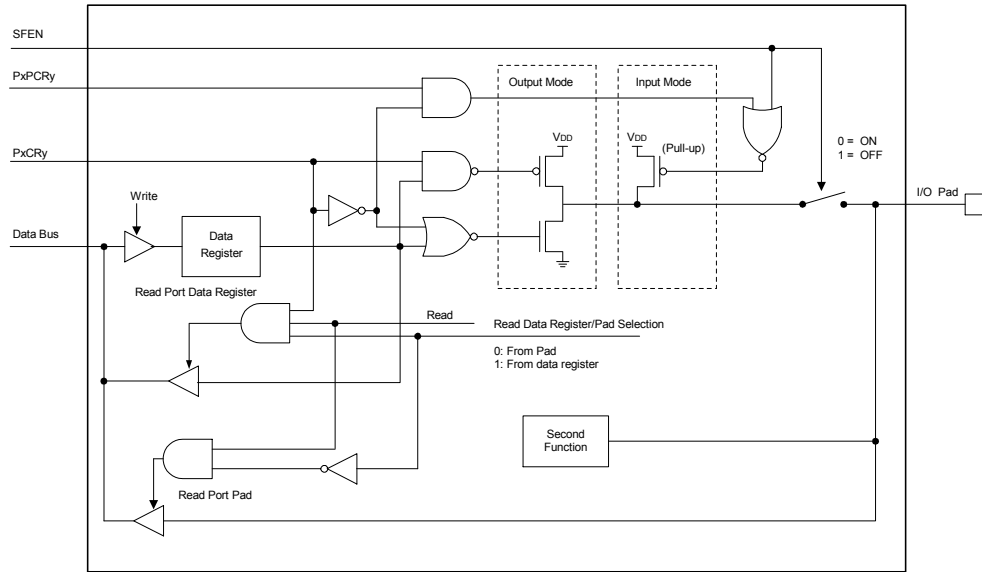 SFEN
PxPCRy
Output Mode
Input Mode
VDD
VDD
(Pull-up)
0 = ON
1 = OFF
PxCRy
I/O Pad
Write
Data Bus
Data
Register
Read Port Data Register
Read
Read Data Register/Pad Selection
0: From Pad
1: From data register
Second
Function
Read Port Pad